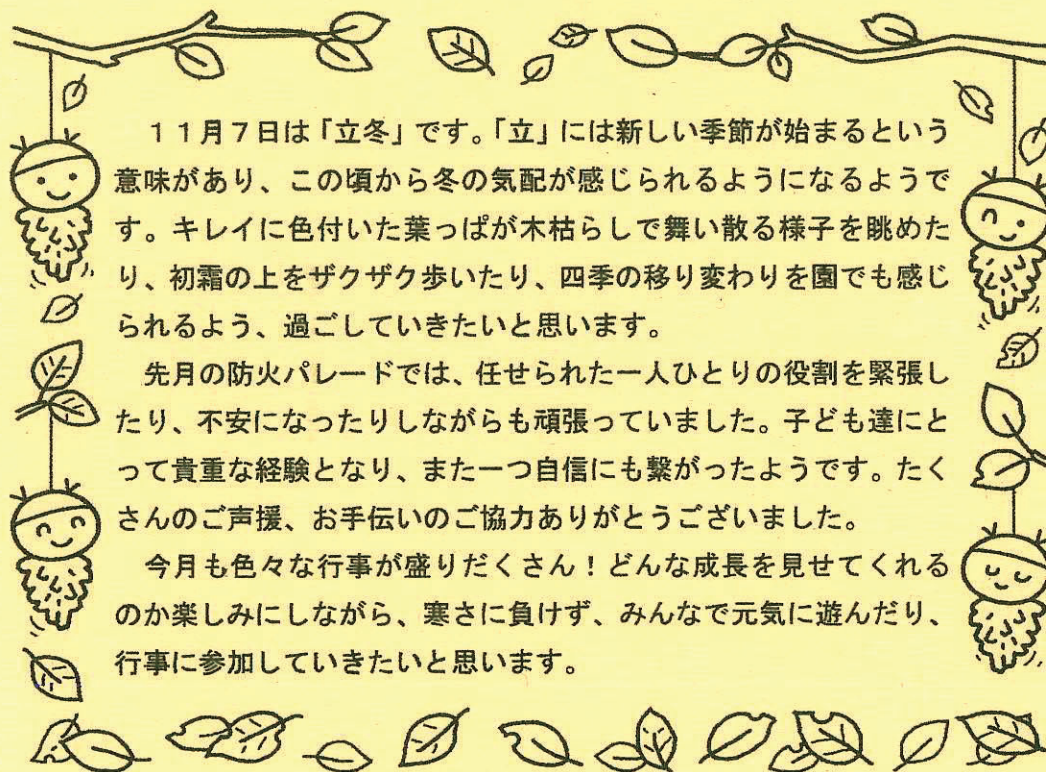 １１月７日は「立冬」です。「立」には新しい季節が始まるという
意味があり、この頃から冬の気配が感じられるようになるようで
す。キレイに色付いた葉っぱが木枯らしで舞い散る様子を眺めた
り、初霜の上をザクザク歩いたり、四季の移り変わりを園でも感じ
られるよう、過ごしていきたいと思います。
　先月の防火パレードでは、任せられた一人ひとりの役割を緊張し
たり、不安になったりしながらも頑張っていました。子ども達にと
って貴重な経験となり、また一つ自信にも繋がったようです。たく
さんのご声援、お手伝いのご協力ありがとうございました。
　今月も色々な行事が盛りだくさん！どんな成長を見せてくれる
のか楽しみにしながら、寒さに負けず、みんなで元気に遊んだり、
行事に参加していきたいと思います。